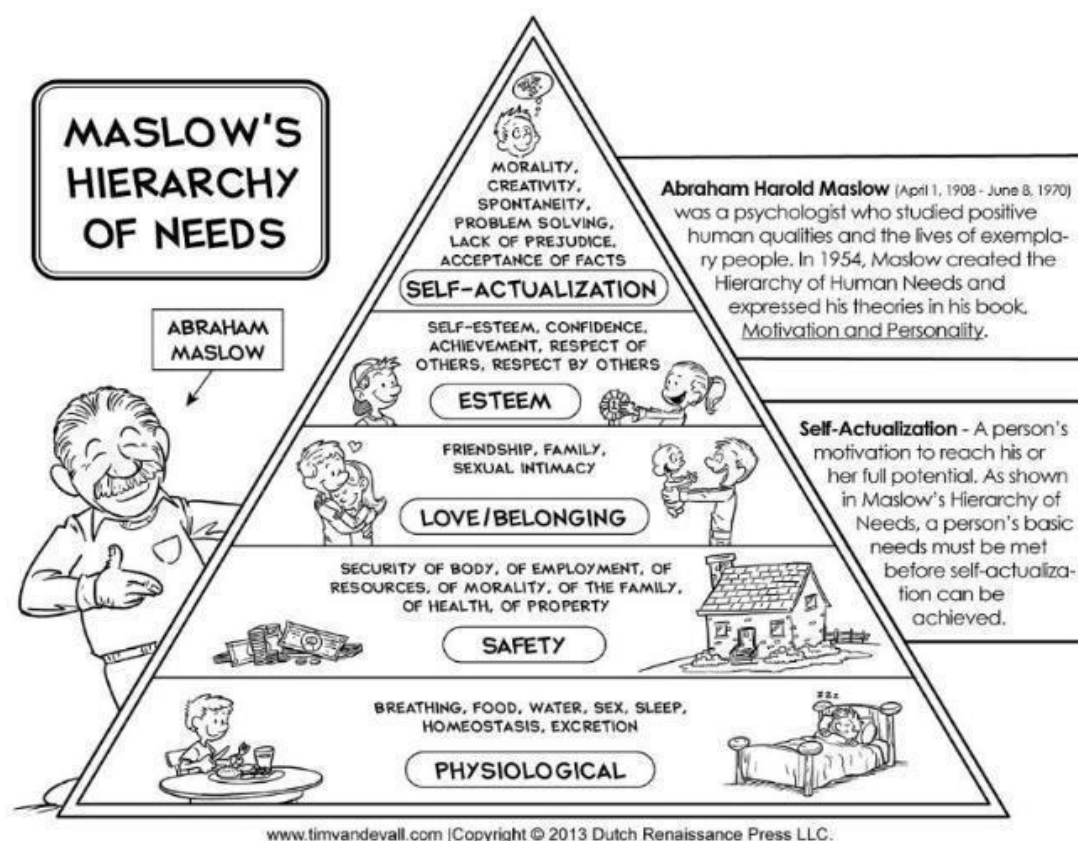 MASLOW'S
HIERARCHY
OF NEEDS
ABRAHAM
MASLOW
MORALITY,
CREATIVITY,
SPONTANEITY,
PROBLEM SOLVING,
LACK OF PREJUDICE,
ACCEPTANCE OF FACTS
SELF-ACTUALIZATION
SELF-ESTEEM, CONFIDENCE,
ACHIEVEMENT, RESPECT OF
OTHERS, RESPECT BY OTHERS
ESTEEM
1
FRIENDSHIP, FAMILY,
SEXUAL INTIMACY
LOVE/BELONGING
SECURITY OF BODY, OF EMPLOYMENT, OF
RESOURCES, OF MORALITY, OF THE FAMILY,
OF HEALTH, OF PROPERTY
SAFETY
BREATHING, FOOD, WATER, SEX, SLEEP,
HOMEOSTASIS, EXCRETION
PHYSIOLOGICAL
ZZZ
Abraham Harold Maslow (April 1, 1908 - June 8, 1970)
was a psychologist who studied positive
human qualities and the lives of exempla-
ry people. In 1954, Maslow created the
Hierarchy of Human Needs and
expressed his theories in his book,
Motivation and Personality.
Self-Actualization - A person's
motivation to reach his or
her full potential. As shown
in Maslow's Hierarchy of
Needs, a person's basic
needs must be met
before self-actualiza-
tion can be
achieved.
www.timvandevall.com |Copyright © 2013 Dutch Renaissance Press LLC.